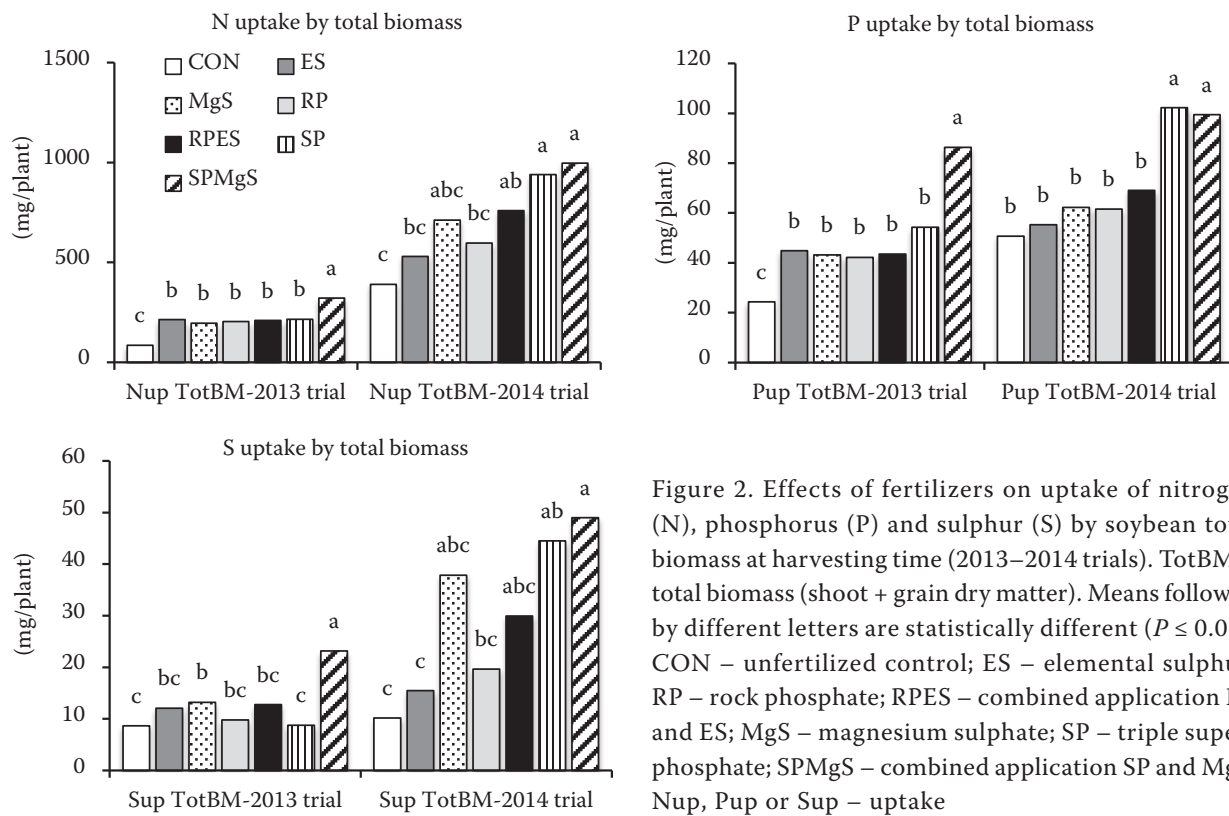 N uptake by total biomass
1500
1000
500
0
(mg/plant)
CON ES
MgS RP
RPES SP
SPMgS
c b b b b b a
c bc abc bc ab a a
Nup TotBM-2013 trial Nup TotBM-2014 trial
P uptake by total biomass
120
100
80
60
40
20
0
(mg/plant)
c b b b b b a
b b b b b a a
Pup TotBM-2013 trial Pup TotBM-2014 trial
S uptake by total biomass
60
50
40
30
20
10
0
(mg/plant)
c bc b bc bc c a
c c abc bc abc ab a
Sup TotBM-2013 trial Sup TotBM-2014 trial
Figure 2. Effects of fertilizers on uptake of nitrog
(N), phosphorus (P) and sulphur (S) by soybean to
biomass at harvesting time (2013–2014 trials). TotBM
total biomass (shoot + grain dry matter). Means follow
by different letters are statistically different (P ≤ 0.0
CON – unfertilized control; ES – elemental sulphu
RP – rock phosphate; RPES – combined application
and ES; MgS – magnesium sulphate; SP – triple supe
phosphate; SPMgS – combined application SP and Mg
Nup, Pup or Sup – uptake